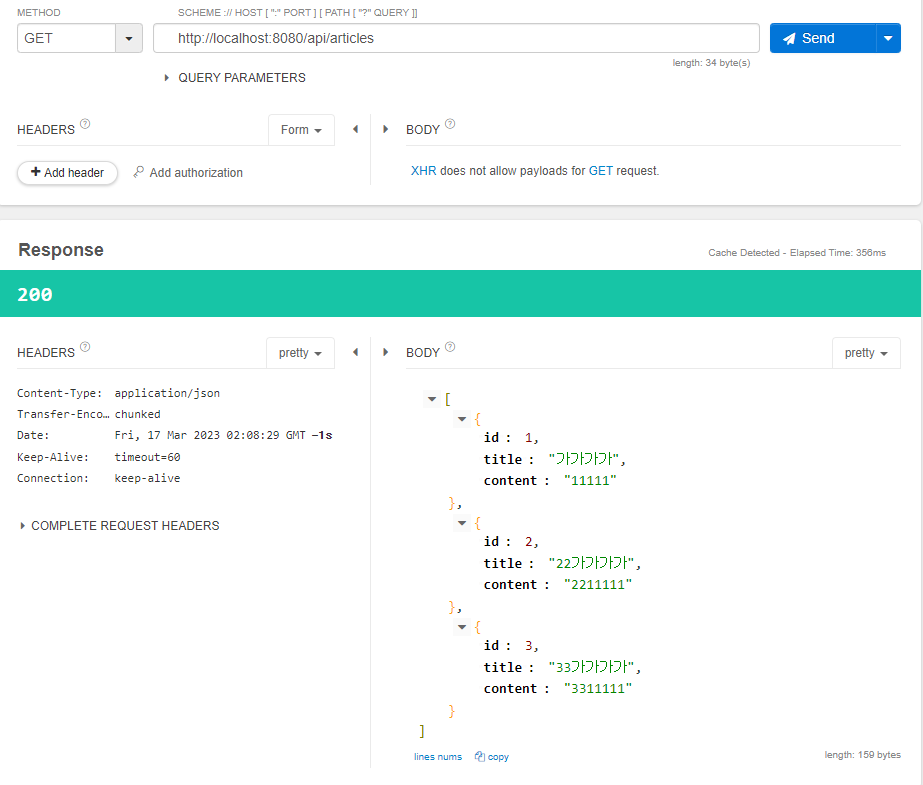 METHOD
SCHEME :// HOST [ ":" PORT ] [ PATH [ "?" QUERY ]]
GET
http://localhost:8080/api/articles
Send
length: 34 byte(s)
QUERY PARAMETERS
HEADERS ?
Form
BODY ?
+ Add header
Add authorization
XHR does not allow payloads for GET request.
Response
Cache Detected - Elapsed Time: 356ms
200
HEADERS ?
pretty
BODY ?
pretty
Content-Type: application/json
Transfer-Enco… chunked
Date: Fri, 17 Mar 2023 02:08:29 GMT -1s
Keep-Alive: timeout=60
Connection: keep-alive
COMPLETE REQUEST HEADERS
[
{
id : 1,
title : "가가가가",
content : "11111"
},
{
id : 2,
title : "22가가가가",
content : "2211111"
},
{
id : 3,
title : "33가가가가",
content : "3311111"
}
]
lines nums
copy
length: 159 bytes